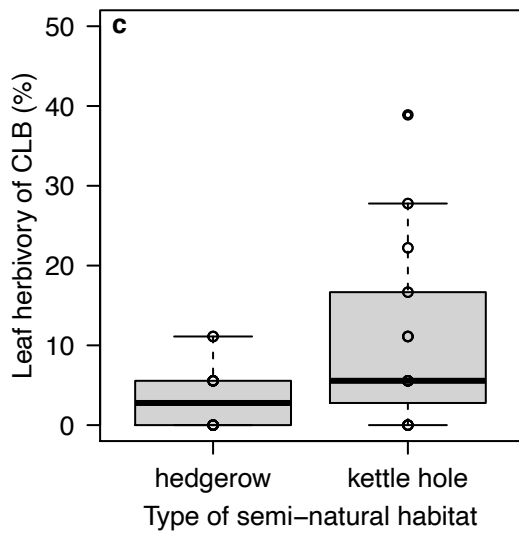 c
Leaf herbivory of CLB (%)
50
40
30
20
10
0
hedgerow
kettle hole
Type of semi−natural habitat